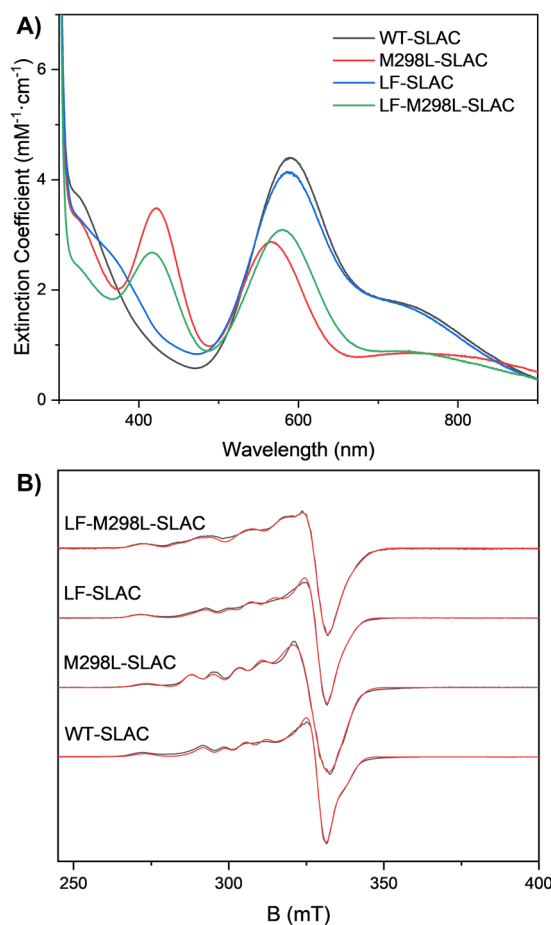 A)
WT-SLAC
M298L-SLAC
LF-SLAC
LF-M298L-SLAC
Extinction Coefficient (mM⁻¹·cm⁻¹)
6
4
2
0
400
600
800
Wavelength (nm)
B)
LF-M298L-SLAC
LF-SLAC
M298L-SLAC
WT-SLAC
250
300
350
400
B (mT)